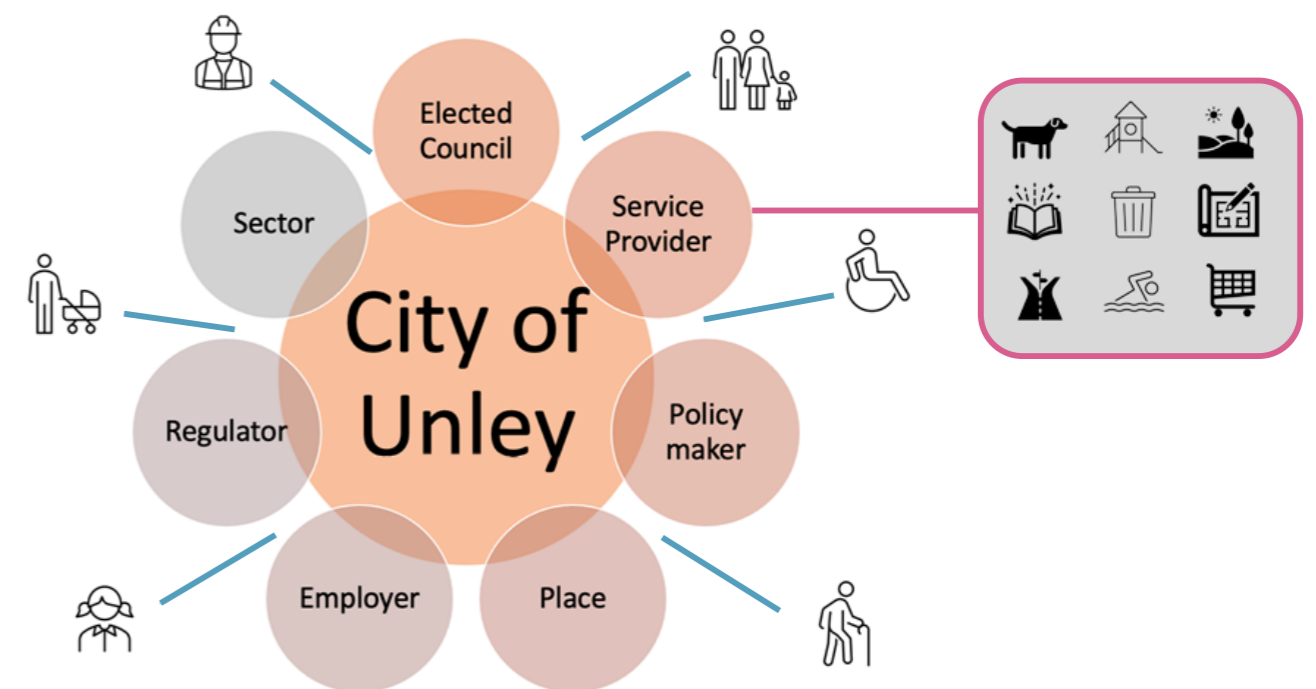 Elected
Council
Service
Provider
Sector
City of
Unley
Policy
maker
Regulator
Employer
Place